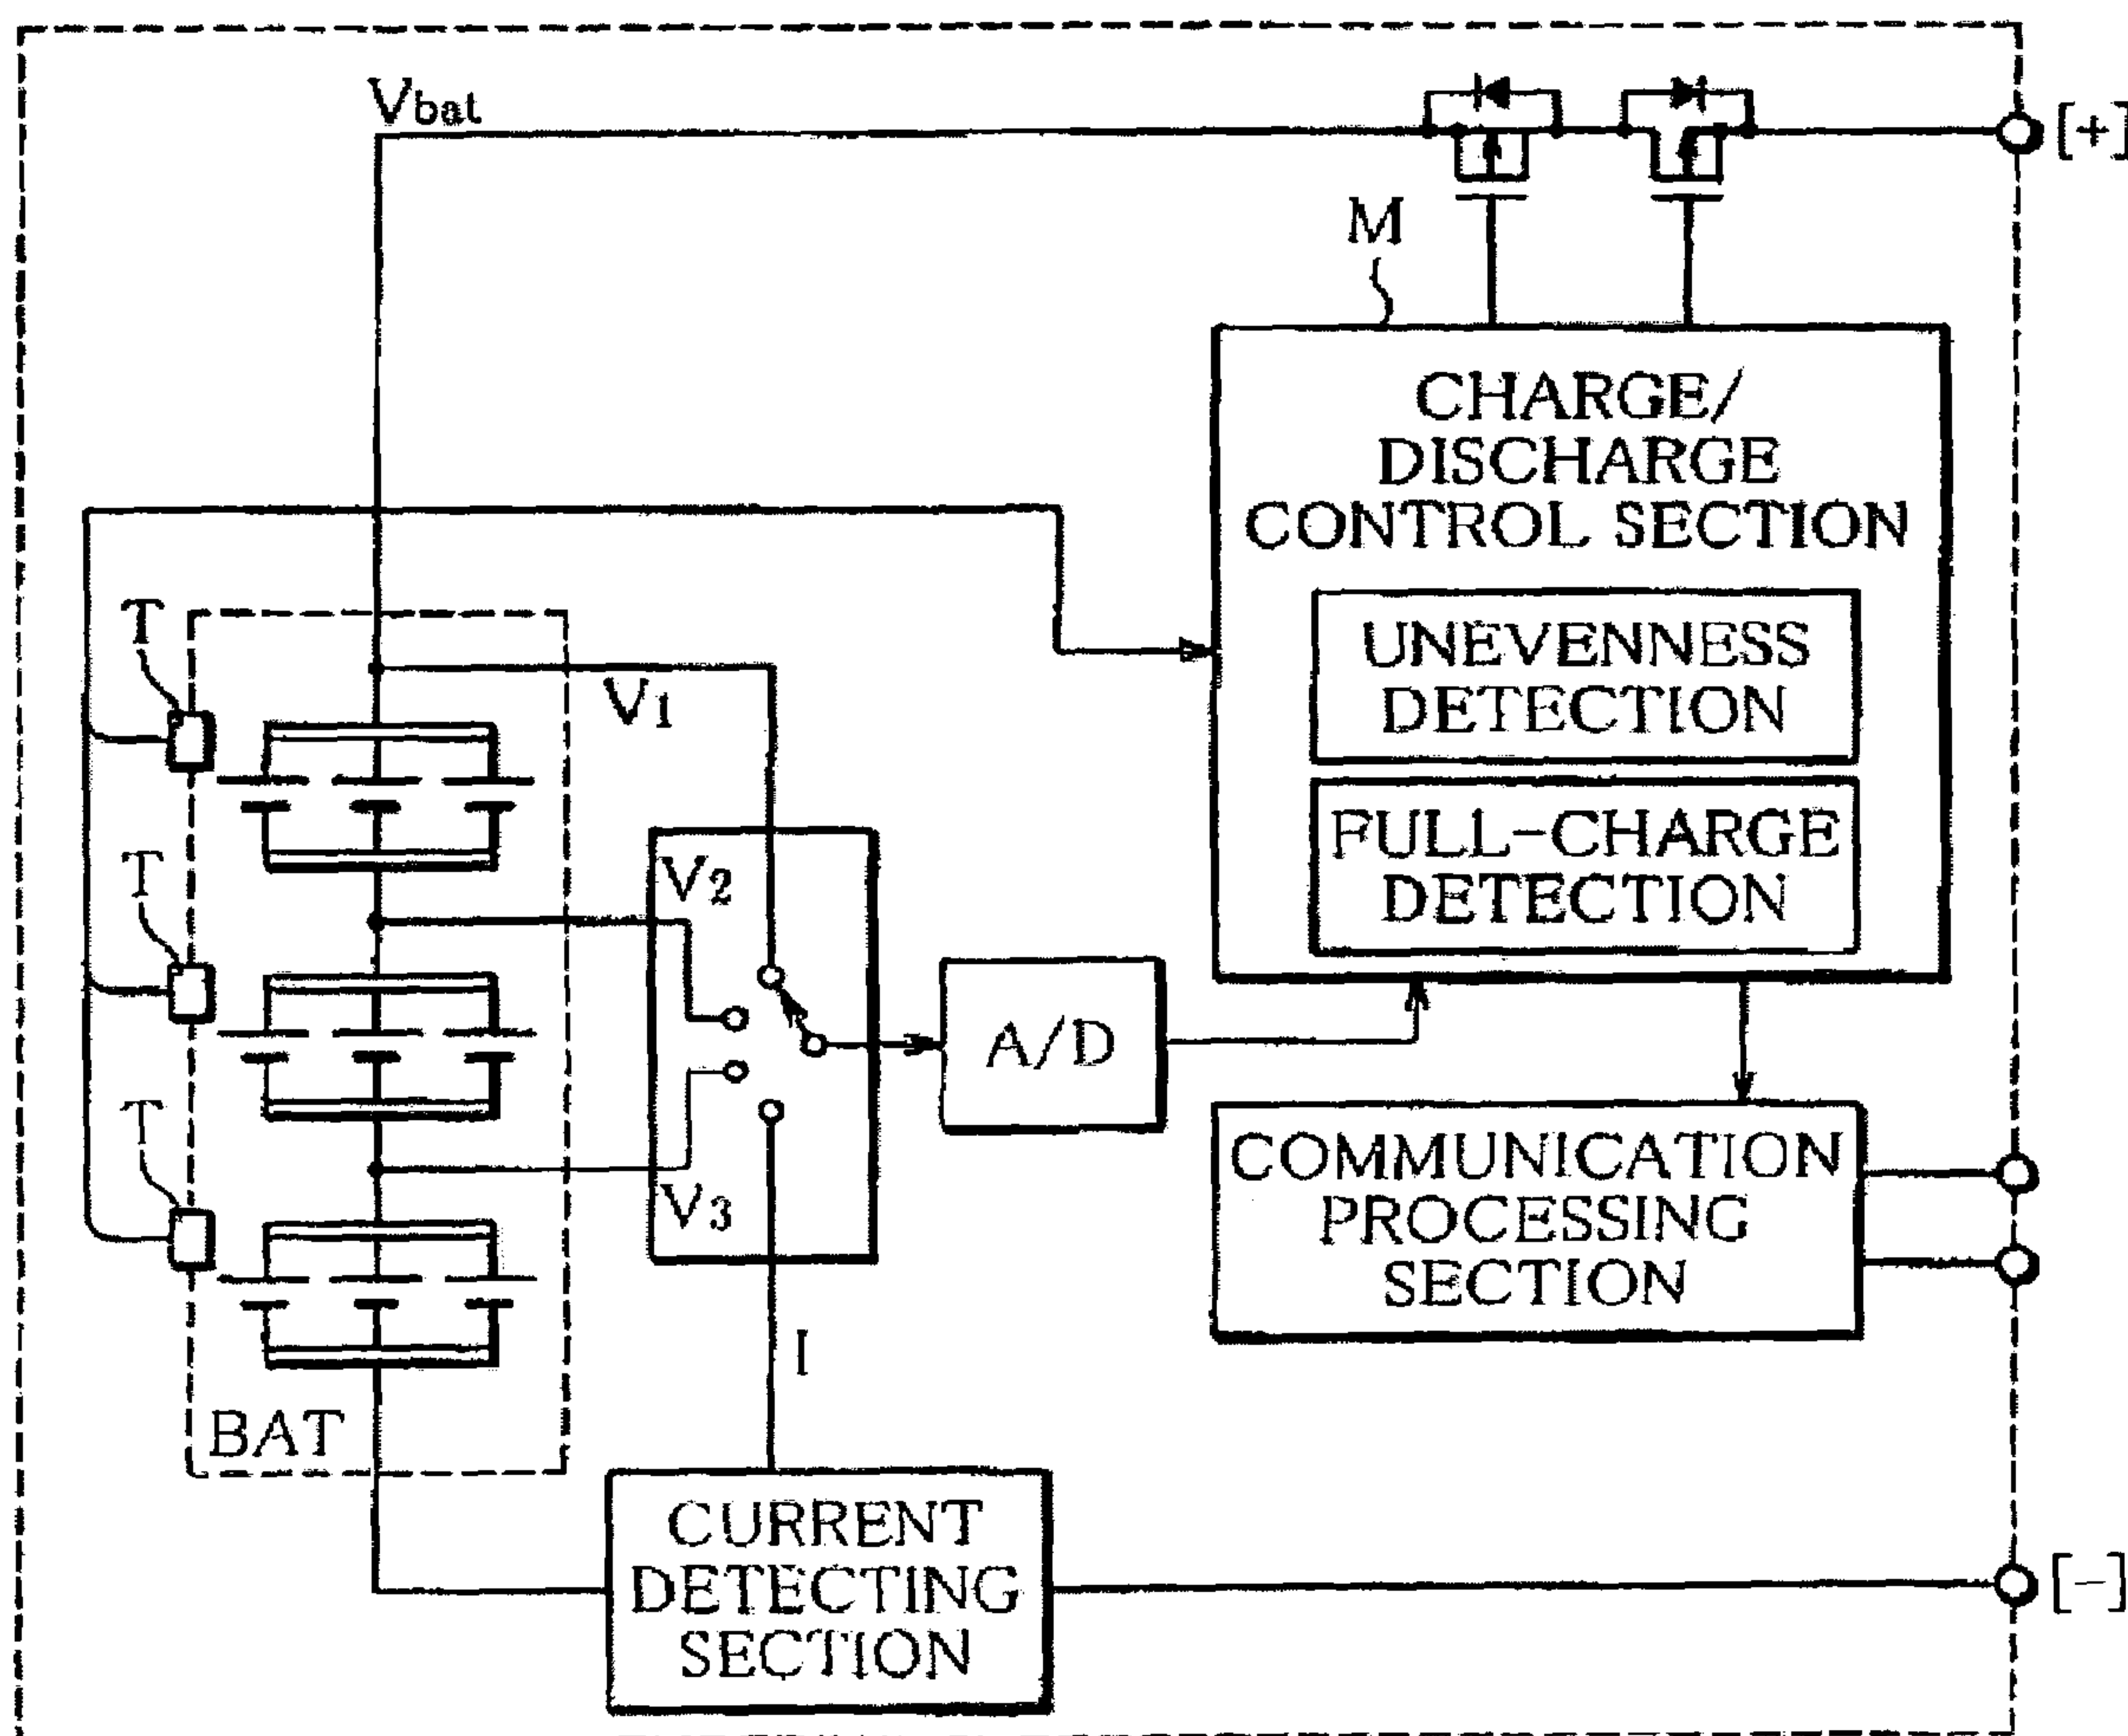 Vbat
[+]
M
CHARGE/
DISCHARGE
CONTROL SECTION
UNEVENNESS
DETECTION
FULL-CHARGE
DETECTION
T
V1
T
V2
A/D
T
V3
COMMUNICATION
PROCESSING
SECTION
I
BAT
CURRENT
DETECTING
SECTION
[-]